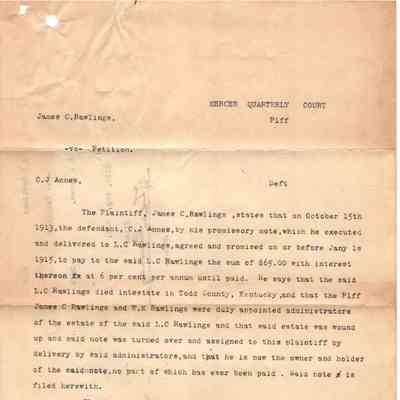 MERCER QUARTERLY COURT
James C.Rawlings, Plff
-vs- Petition.
C.J Annes, Deft
The Plaintiff, James C,Rawlings ,states that on October 15th
1913,the defendant, C.J Annes,by his promissory note,which he executed
and delivered to L.C Rawlings,agreed and promised on or before Jany 1s
1915,to pay to the said L.C Rawlings the sum of $69.00 with interest
thereon fx at 6 per cent per annum until paid. He says that the said
L.C Rawlings died intestate in Todd County, Kentucky,and that the Plff
James C Rawlings and W.H Rawlings were duly appointed administrators
of the estate of the said L.C Rawlings and that said estate was wound
up and said note was turned over and assigned to this plaintiff by
delivery by said administrators,and that he is now the owner and holder
of the saidnote,no part of which has ever been paid . Said note is
filed herewith.